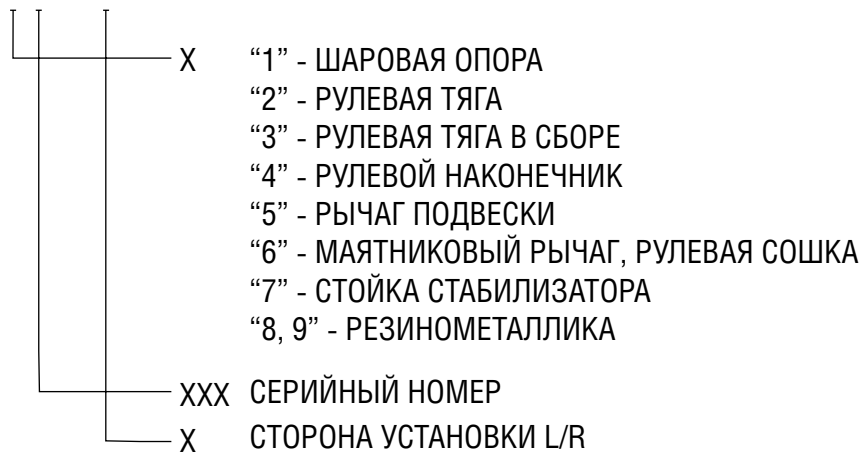 X “1” - ШАРОВАЯ ОПОРА
“2” - РУЛЕВАЯ ТЯГА
“3” - РУЛЕВАЯ ТЯГА В СБОРЕ
“4” - РУЛЕВОЙ НАКОНЕЧНИК
“5” - РЫЧАГ ПОДВЕСКИ
“6” - МАЯТНИКОВЫЙ РЫЧАГ, РУЛЕВАЯ СОШКА
“7” - СТОЙКА СТАБИЛИЗАТОРА
“8, 9” - РЕЗИНОМЕТАЛЛИКА
XXX СЕРИЙНЫЙ НОМЕР
X СТОРОНА УСТАНОВКИ L/R